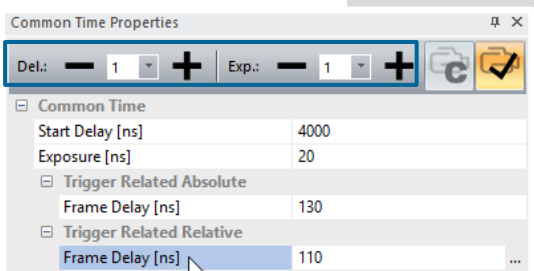 Common Time Properties
Del.: 1 Exp.: 1
Common Time
Start Delay [ns] 4000
Exposure [ns] 20
Trigger Related Absolute
Frame Delay [ns] 130
Trigger Related Relative
Frame Delay [ns] 110 ...